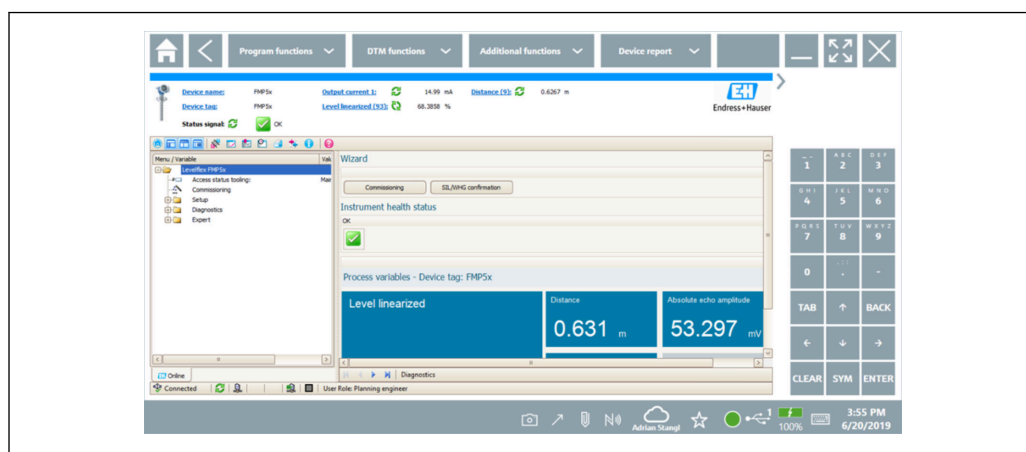 Program functions DTM functions Additional functions Device report
Device name: FMP5x Output current 1: 14.99 mA Distance (9): 0.6267 m
Device tag: FMP5x Level linearized (93): 68.3858 %
Status signal: OK
EH
Endress+Hauser
Menu / Variable Valu
Levelflex FMP5x
Access status tooling: Main
Commissioning
Setup
Diagnostics
Expert
Wizard
Commissioning SIL/WHG confirmation
Instrument health status
OK
Process variables - Device tag: FMP5x
Level linearized
Distance
0.631 m
Absolute echo amplitude
53.297 mV
Online
Diagnostics
Connected User Role: Planning engineer
1
ABC
2
DEF
3
GHI
4
JKL
5
MNO
6
PQRS
7
TUV
8
WXYZ
9
0 . -
TAB ↑ BACK
← ↓ →
CLEAR SYM ENTER
Adrian Stangl
1
100%
3:55 PM
6/20/2019